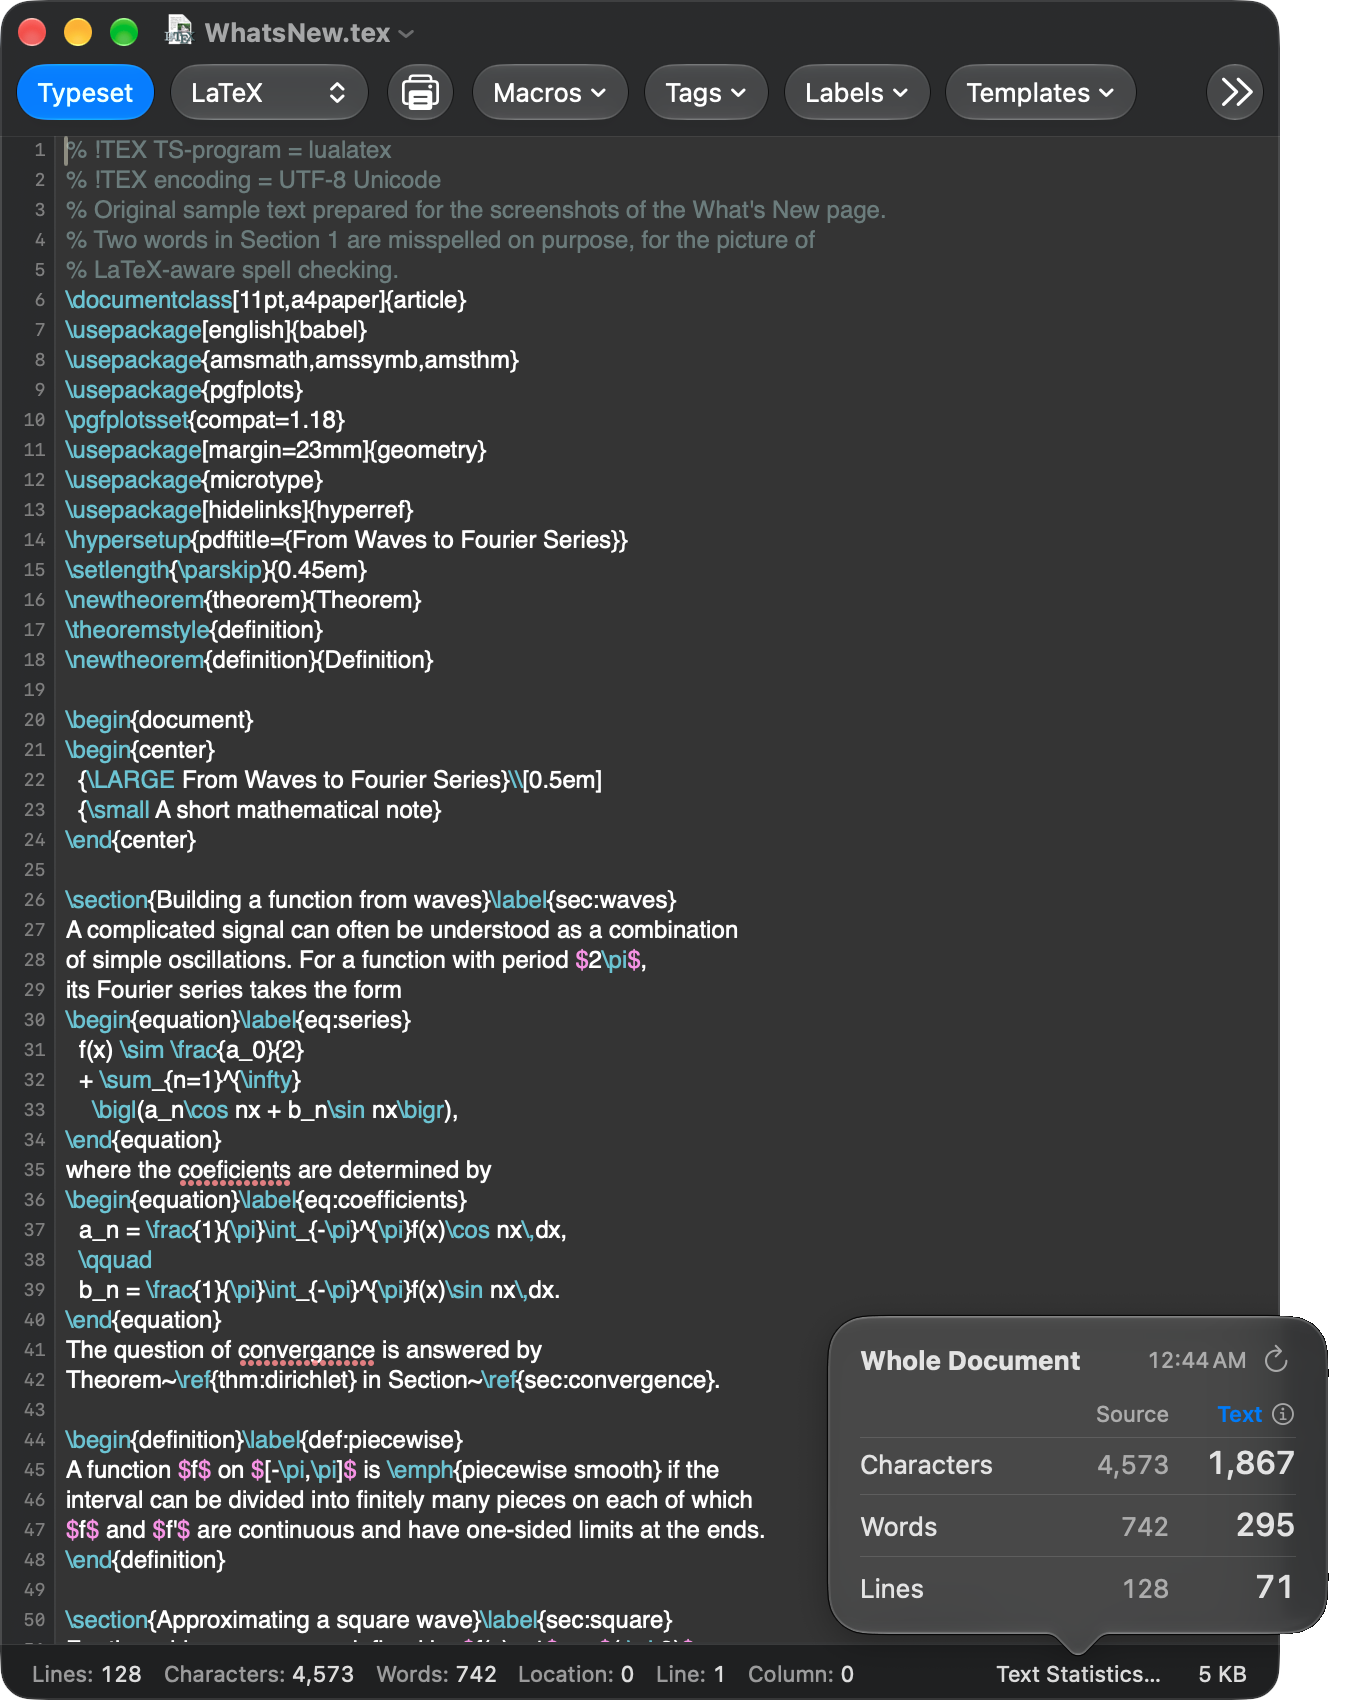 WhatsNew.tex
Typeset LaTeX Macros Tags Labels Templates
1 % !TEX TS-program = lualatex
2 % !TEX encoding = UTF-8 Unicode
3 % Original sample text prepared for the screenshots of the What's New page.
4 % Two words in Section 1 are misspelled on purpose, for the picture of
5 % LaTeX-aware spell checking.
6 \documentclass[11pt,a4paper]{article}
7 \usepackage[english]{babel}
8 \usepackage{amsmath,amssymb,amsthm}
9 \usepackage{pgfplots}
10 \pgfplotsset{compat=1.18}
11 \usepackage[margin=23mm]{geometry}
12 \usepackage{microtype}
13 \usepackage[hidelinks]{hyperref}
14 \hypersetup{pdftitle={From Waves to Fourier Series}}
15 \setlength{\parskip}{0.45em}
16 \newtheorem{theorem}{Theorem}
17 \theoremstyle{definition}
18 \newtheorem{definition}{Definition}
19
20 \begin{document}
21 \begin{center}
22 {\LARGE From Waves to Fourier Series}\\[0.5em]
23 {\small A short mathematical note}
24 \end{center}
25
26 \section{Building a function from waves}\label{sec:waves}
27 A complicated signal can often be understood as a combination
28 of simple oscillations. For a function with period $2\pi$,
29 its Fourier series takes the form
30 \begin{equation}\label{eq:series}
31 f(x) \sim \frac{a_0}{2}
32 + \sum_{n=1}^{\infty}
33 \bigl(a_n\cos nx + b_n\sin nx\bigr),
34 \end{equation}
35 where the coeficients are determined by
36 \begin{equation}\label{eq:coefficients}
37 a_n = \frac{1}{\pi}\int_{-\pi}^{\pi}f(x)\cos nx\,dx,
38 \qquad
39 b_n = \frac{1}{\pi}\int_{-\pi}^{\pi}f(x)\sin nx\,dx.
40 \end{equation}
41 The question of convergance is answered by
42 Theorem~\ref{thm:dirichlet} in Section~\ref{sec:convergence}.
43
44 \begin{definition}\label{def:piecewise}
45 A function $f$ on $[-\pi,\pi]$ is \emph{piecewise smooth} if the
46 interval can be divided into finitely many pieces on each of which
47 $f$ and $f'$ are continuous and have one-sided limits at the ends.
48 \end{definition}
49
50 \section{Approximating a square wave}\label{sec:square}
Whole Document 12:44 AM
Source Text
Characters 4,573 1,867
Words 742 295
Lines 128 71
Lines: 128 Characters: 4,573 Words: 742 Location: 0 Line: 1 Column: 0 Text Statistics... 5 KB